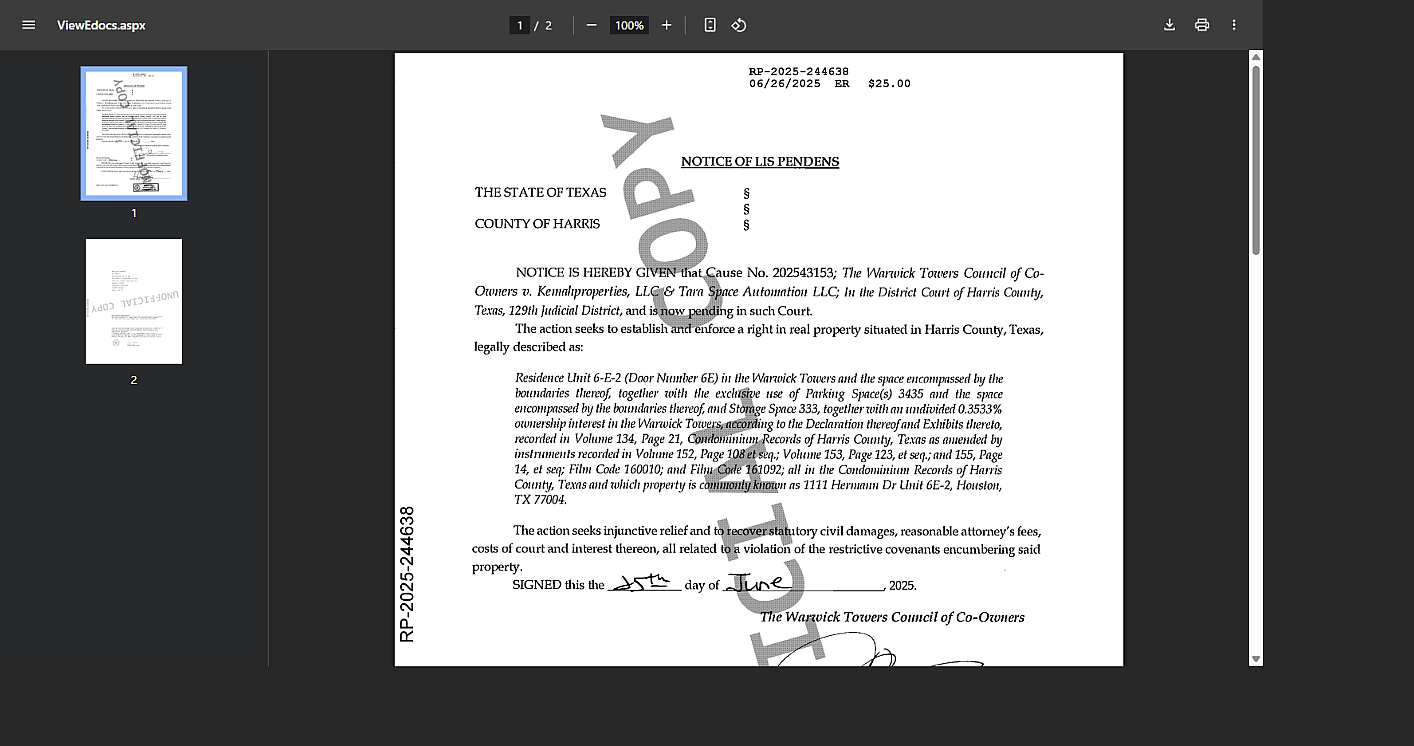 ViewEdocs.aspx
1 / 2
100%
1
2
RP-2025-244638
06/26/2025 ER $25.00
NOTICE OF LIS PENDENS
THE STATE OF TEXAS §
§
COUNTY OF HARRIS §
NOTICE IS HEREBY GIVEN that Cause No. 202543153; The Warwick Towers Council of Co-
Owners v. Kemahproperties, LLC & Tara Space Automation LLC; In the District Court of Harris County,
Texas, 129th Judicial District, and is now pending in such Court.
The action seeks to establish and enforce a right in real property situated in Harris County, Texas,
legally described as:
Residence Unit 6-E-2 (Door Number 6E) in the Warwick Towers and the space encompassed by the
boundaries thereof, together with the exclusive use of Parking Space(s) 3435 and the space
encompassed by the boundaries thereof, and Storage Space 333, together with an undivided 0.3533%
ownership interest in the Warwick Towers, according to the Declaration thereof and Exhibits thereto,
recorded in Volume 134, Page 21, Condominium Records of Harris County, Texas as amended by
instruments recorded in Volume 152, Page 108 et seq.; Volume 153, Page 123, et seq.; and 155, Page
14, et seq; Film Code 160010; and Film Code 161092; all in the Condominium Records of Harris
County, Texas and which property is commonly known as 1111 Hermann Dr Unit 6E-2, Houston,
TX 77004.
The action seeks injunctive relief and to recover statutory civil damages, reasonable attorney's fees,
costs of court and interest thereon, all related to a violation of the restrictive covenants encumbering said
property.
SIGNED this the 25th day of June, 2025.
The Warwick Towers Council of Co-Owners
RP-2025-244638
COPY
ICIAL
UNOFFICIAL COPY